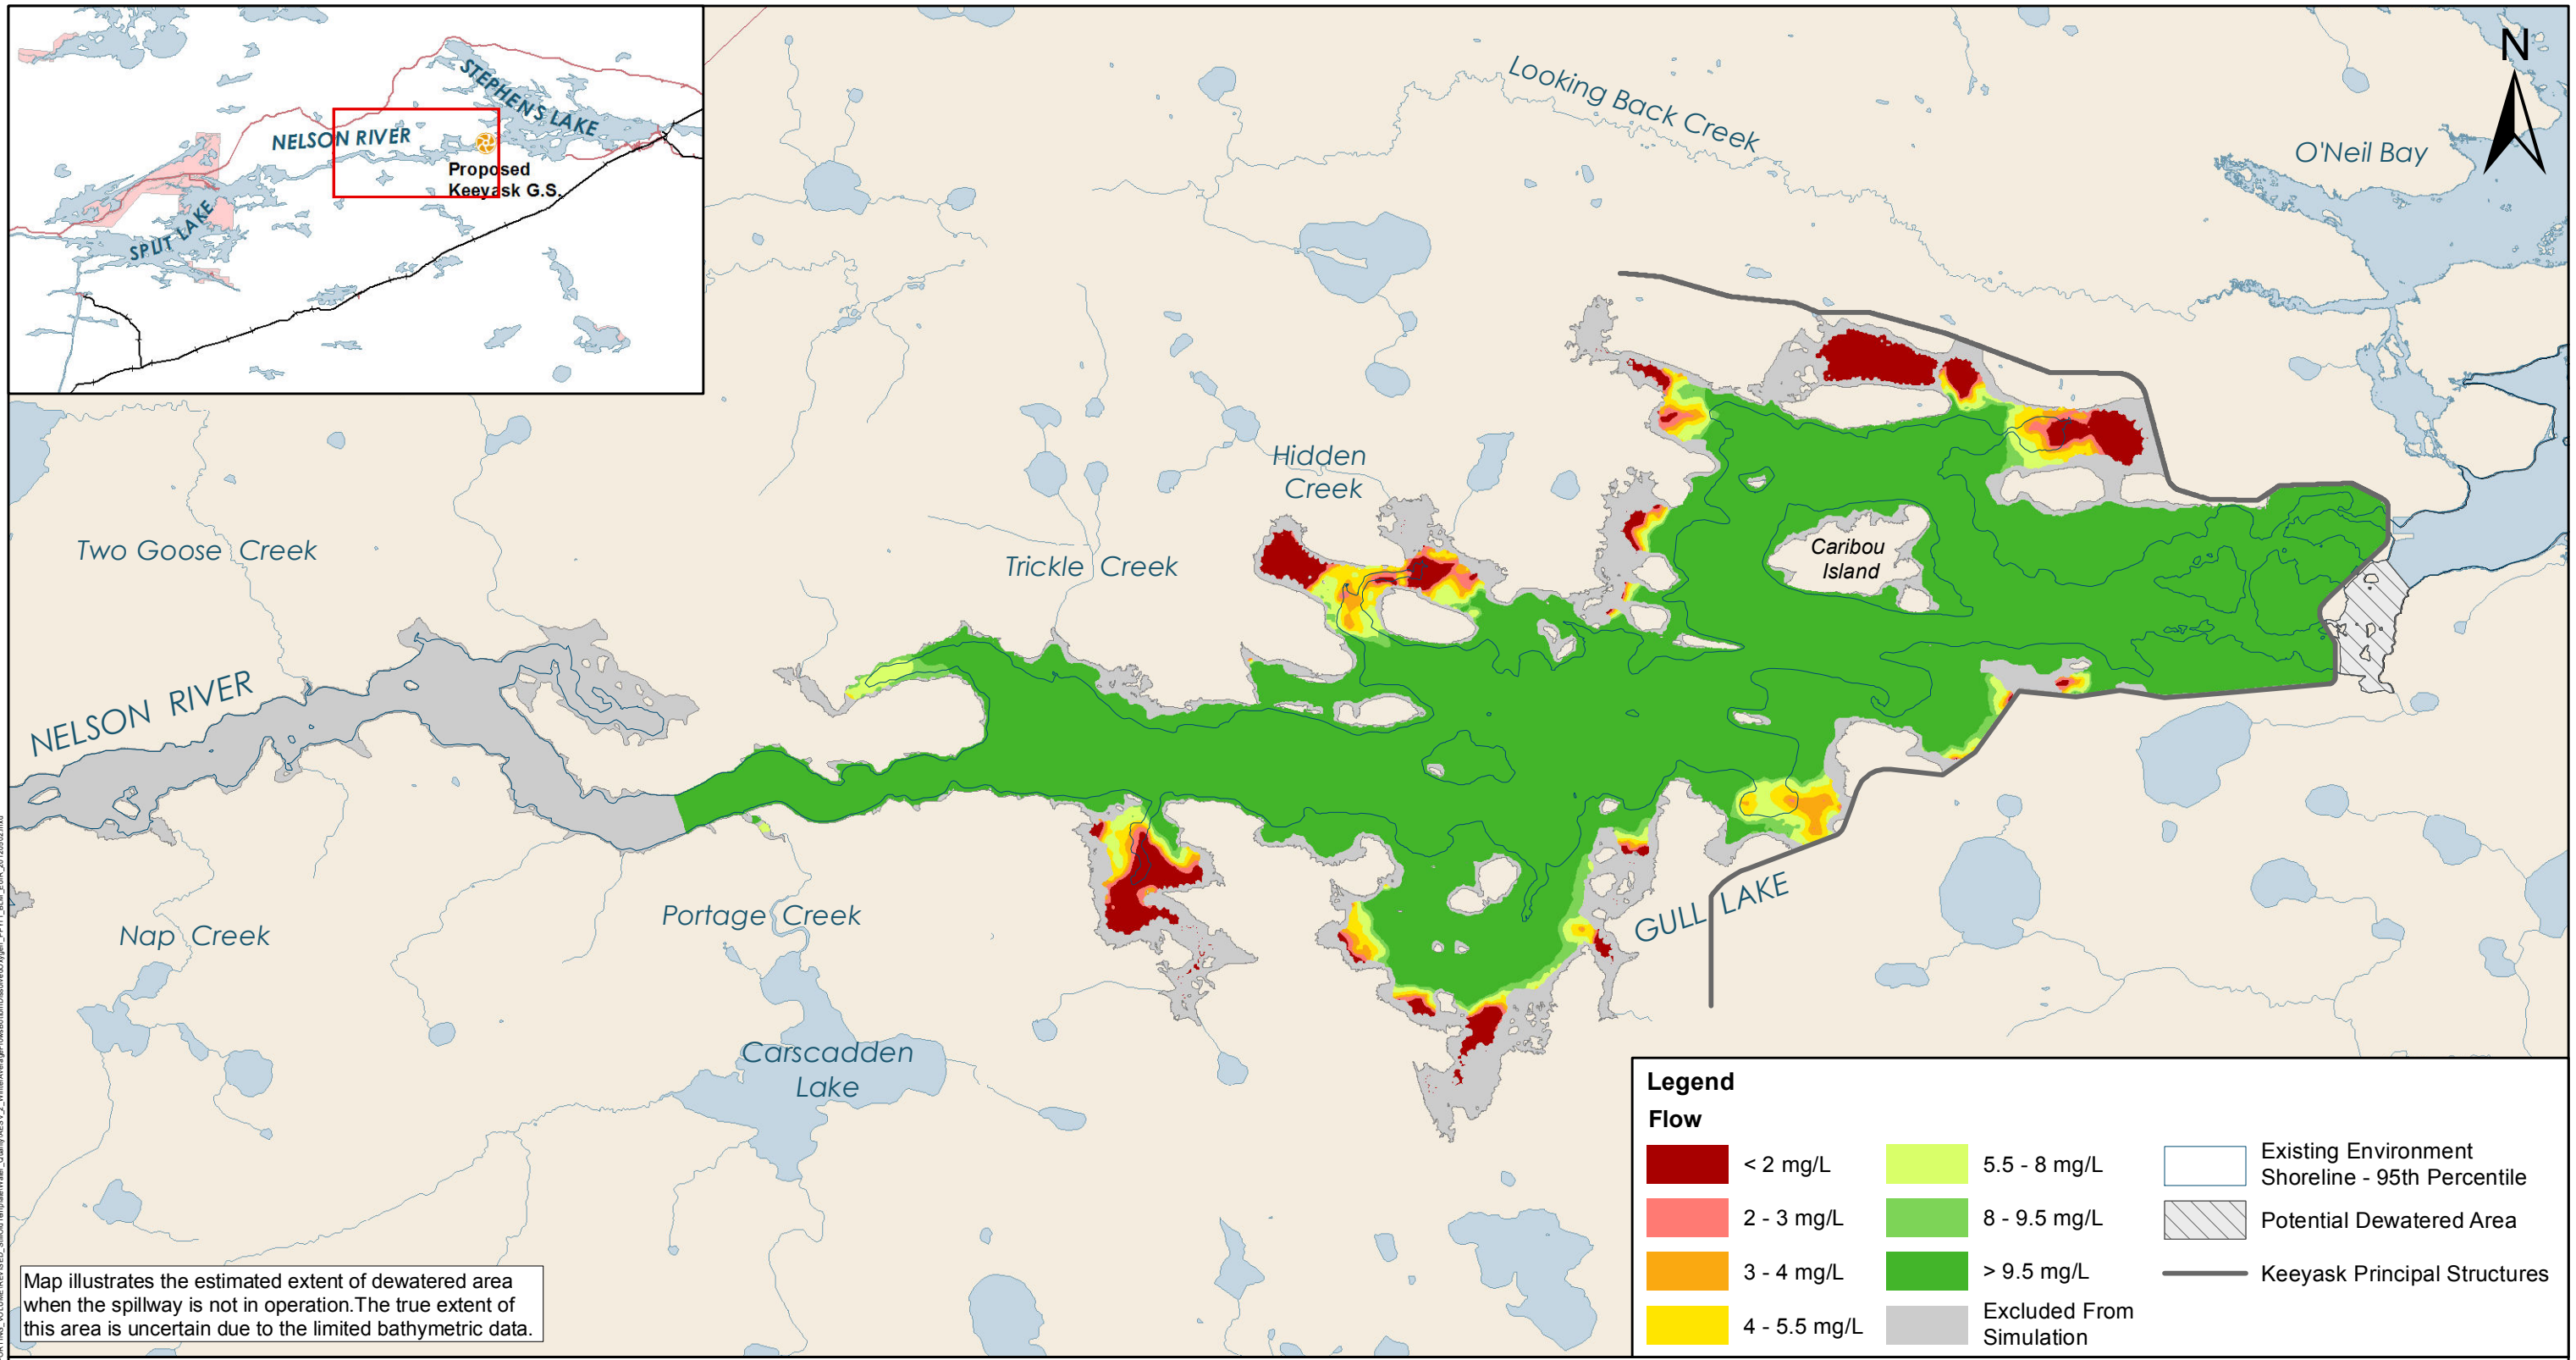 STEPHENS LAKE
NELSON RIVER
Proposed
Keeyask G.S.
SPLIT LAKE
N
Looking Back Creek
O'Neil Bay
Hidden
Creek
Two Goose Creek
Trickle Creek
Caribou
Island
NELSON RIVER
Portage Creek
GULL LAKE
Nap Creek
Carscadden
Lake
Legend
Flow
< 2 mg/L
2 - 3 mg/L
3 - 4 mg/L
4 - 5.5 mg/L
5.5 - 8 mg/L
8 - 9.5 mg/L
> 9.5 mg/L
Excluded From
Simulation
Existing Environment
Shoreline - 95th Percentile
Potential Dewatered Area
Keeyask Principal Structures
Map illustrates the estimated extent of dewatered area
when the spillway is not in operation.The true extent of
this area is uncertain due to the limited bathymetric data.